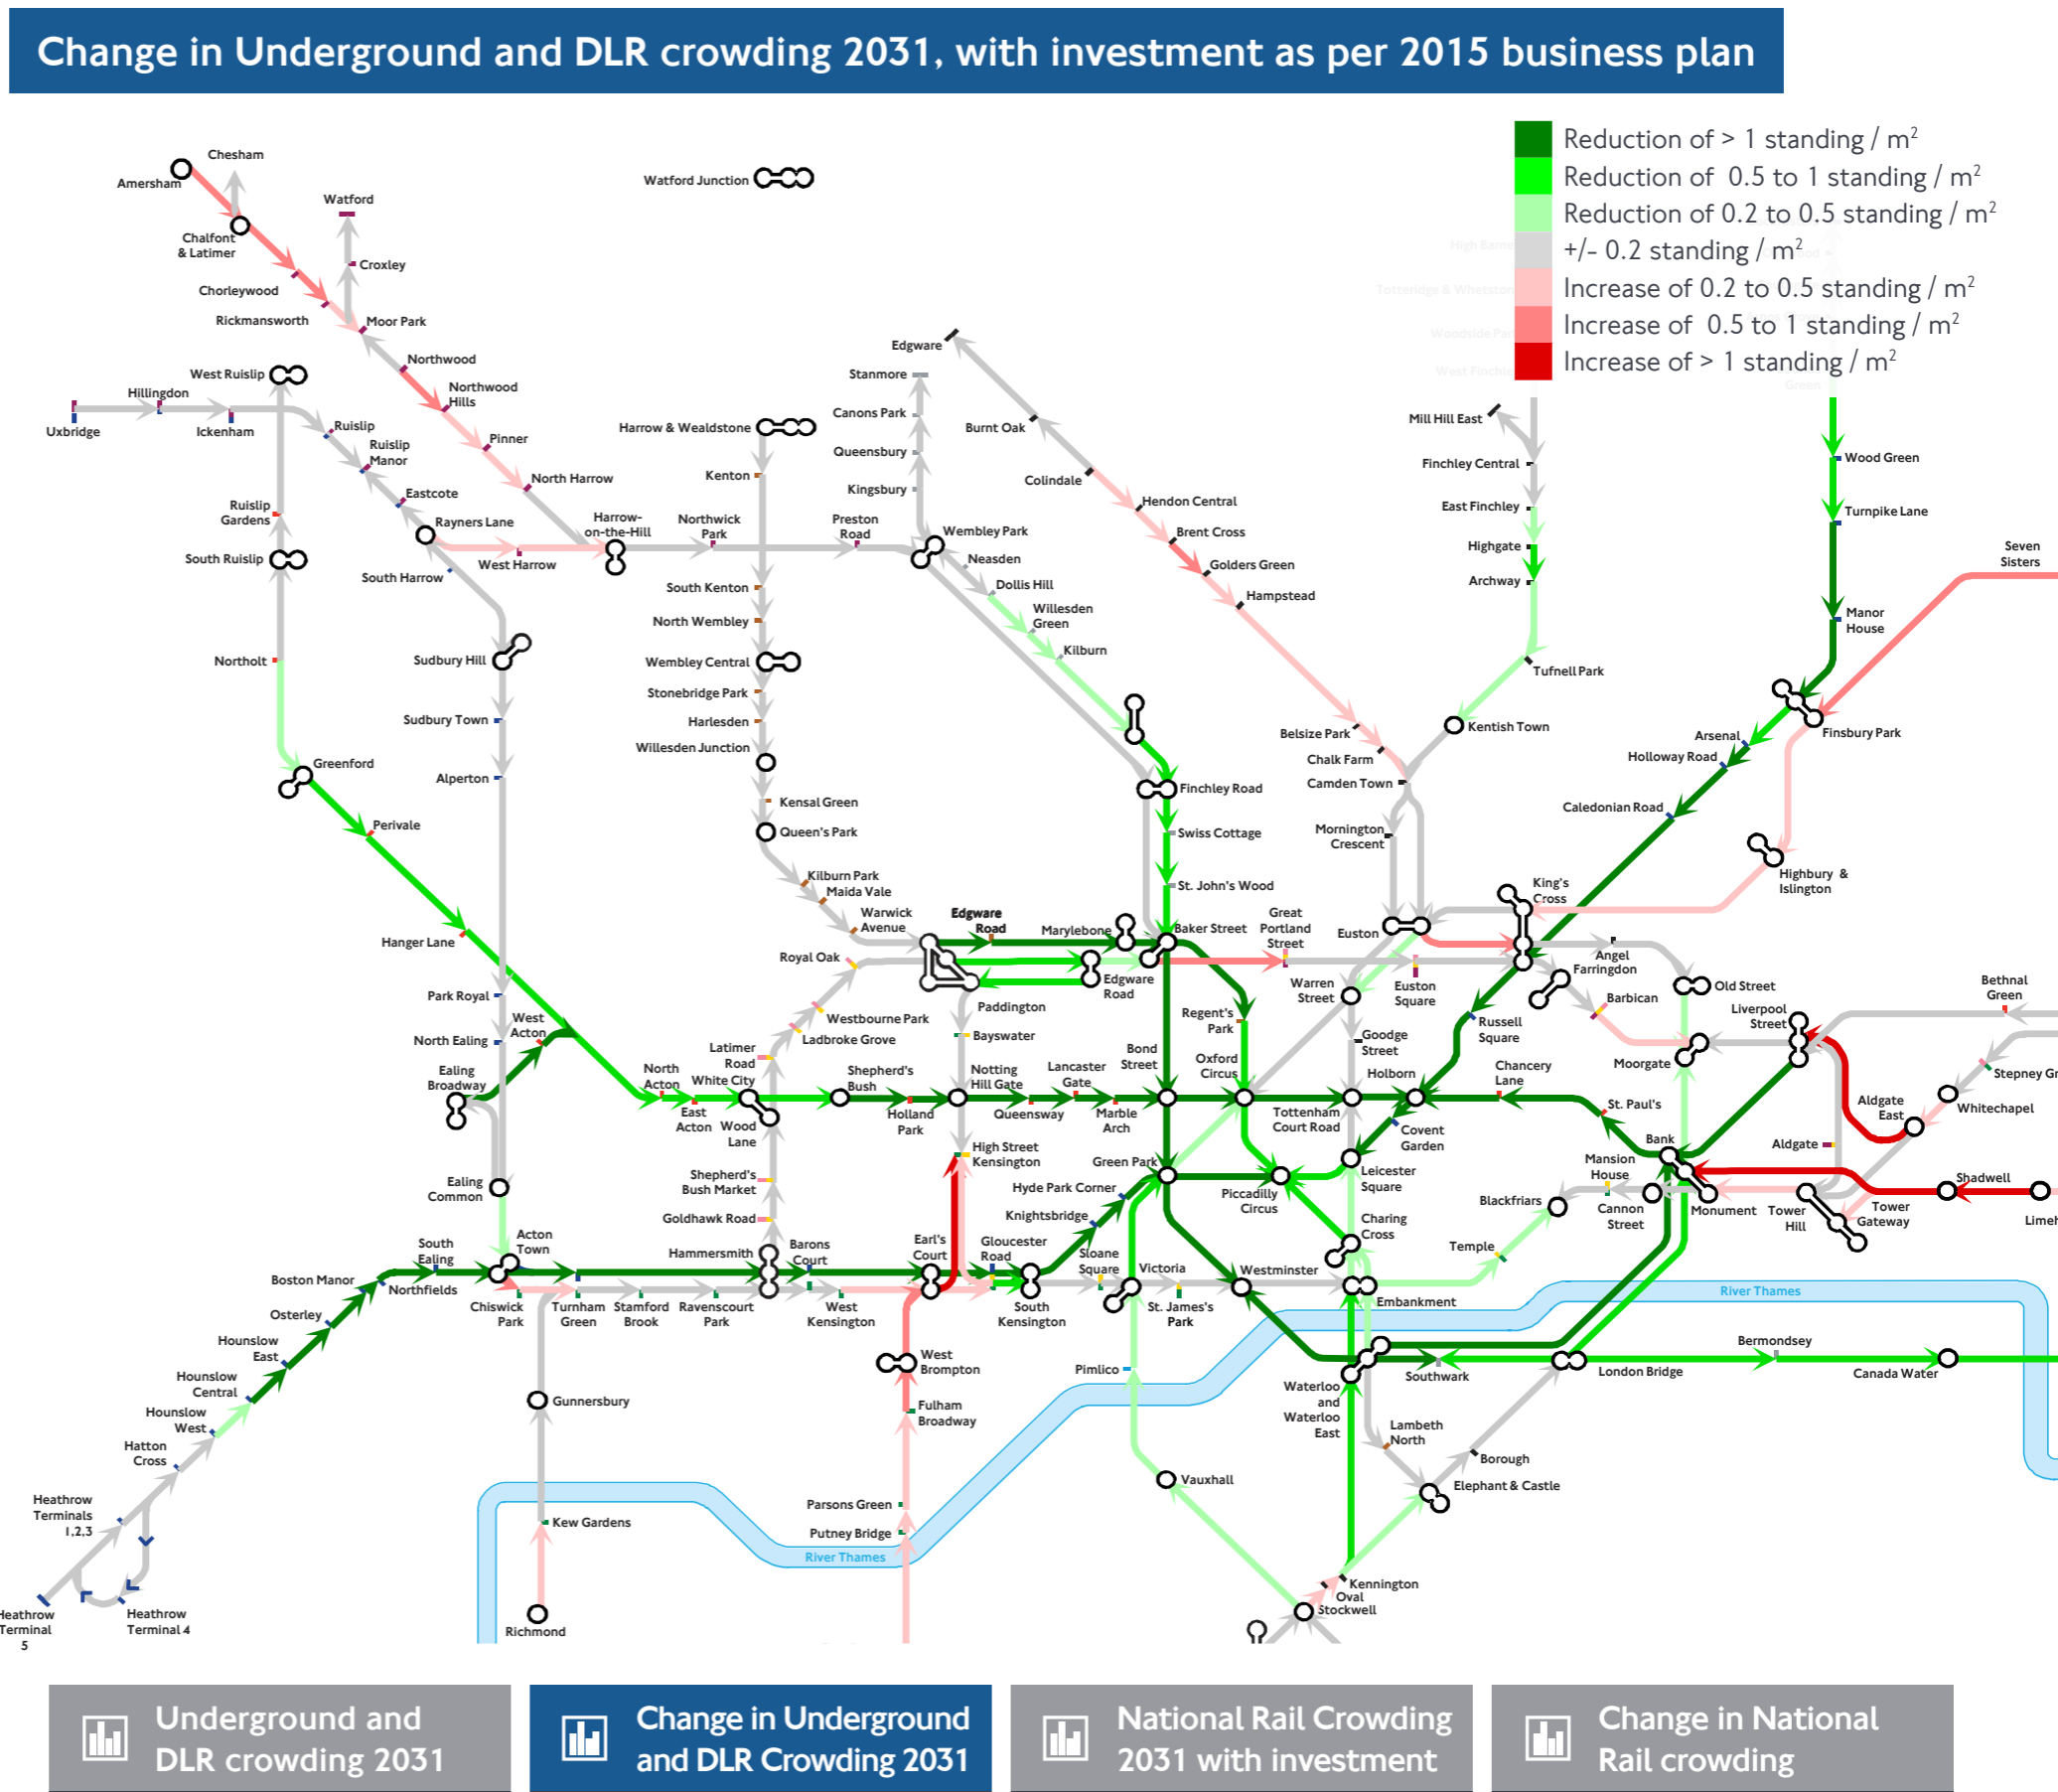 Change in Underground and DLR crowding 2031, with investment as per 2015 business plan
Reduction of > 1 standing / m²
Reduction of 0.5 to 1 standing / m²
Reduction of 0.2 to 0.5 standing / m²
+/- 0.2 standing / m²
Increase of 0.2 to 0.5 standing / m²
Increase of 0.5 to 1 standing / m²
Increase of > 1 standing / m²
Chesham
Amersham
Watford Junction
Watford
Chalfont
& Latimer
Croxley
Chorleywood
Rickmansworth
Moor Park
High Barne
Totteridge & Whetston
Woodside Par
West Finchle
Green
Edgware
Northwood
West Ruislip
Stanmore
Hillingdon
Northwood
Hills
Uxbridge
Ickenham
Ruislip
Canons Park
Burnt Oak
Harrow & Wealdstone
Mill Hill East
Ruislip
Manor
Pinner
Queensbury
Finchley Central
Wood Green
Kenton
North Harrow
Colindale
Kingsbury
Eastcote
Hendon Central
East Finchley
Turnpike Lane
Ruislip
Gardens
Rayners Lane
Harrow-
on-the-Hill
Northwick
Park
Preston
Road
Wembley Park
Brent Cross
Highgate
Seven
Sisters
South Ruislip
West Harrow
Neasden
Golders Green
South Harrow
South Kenton
Dollis Hill
Archway
Hampstead
Willesden
Green
Manor
House
North Wembley
Kilburn
Northolt
Sudbury Hill
Wembley Central
Tufnell Park
Stonebridge Park
Sudbury Town
Harlesden
Kentish Town
Belsize Park
Arsenal
Finsbury Park
Willesden Junction
Holloway Road
Greenford
Chalk Farm
Alperton
Camden Town
Finchley Road
Kensal Green
Caledonian Road
Perivale
Queen's Park
Swiss Cottage
Mornington
Crescent
Kilburn Park
Maida Vale
St. John's Wood
Highbury &
Islington
King's
Cross
Warwick
Avenue
Edgware
Road
Marylebone
Baker Street
Great
Portland
Street
Euston
Hanger Lane
Royal Oak
Angel
Farringdon
Edgware
Road
Euston
Square
Warren
Street
Old Street
Bethnal
Green
Park Royal
Paddington
Barbican
West
Acton
Westbourne Park
Regent's
Park
Liverpool
Street
North Ealing
Ladbroke Grove
Bayswater
Russell
Square
Goodge
Street
Latimer
Road
Bond
Street
Moorgate
Ealing
Broadway
North
Acton
White City
Shepherd's
Bush
Notting
Hill Gate
Lancaster
Gate
Oxford
Circus
Holborn
Chancery
Lane
Stepney Gr
East
Acton
Wood
Lane
Holland
Park
Queensway
Marble
Arch
Tottenham
Court Road
St. Paul's
Aldgate
East
Whitechapel
Covent
Garden
Bank
Aldgate
High Street
Kensington
Green Park
Leicester
Square
Mansion
House
Ealing
Common
Shepherd's
Bush Market
Hyde Park Corner
Piccadilly
Circus
Blackfriars
Shadwell
Goldhawk Road
Knightsbridge
Cannon
Street
Monument
Tower
Hill
Tower
Gateway
Limeh
South
Ealing
Acton
Town
Hammersmith
Barons
Court
Earl's
Court
Gloucester
Road
Sloane
Square
Charing
Cross
Temple
Boston Manor
Northfields
Victoria
Westminster
Osterley
Chiswick
Park
Turnham
Green
Stamford
Brook
Ravenscourt
Park
West
Kensington
South
Kensington
St. James's
Park
Embankment
River Thames
Hounslow
East
West
Brompton
Pimlico
Bermondsey
Hounslow
Central
Southwark
London Bridge
Canada Water
Waterloo
and
Waterloo
East
Gunnersbury
Fulham
Broadway
Hounslow
West
Lambeth
North
Hatton
Cross
Borough
Vauxhall
Elephant & Castle
Heathrow
Terminals
1,2,3
Parsons Green
Kew Gardens
Putney Bridge
River Thames
Kennington
Oval
Stockwell
Heathrow
Terminal
5
Heathrow
Terminal 4
Richmond
Underground and
DLR crowding 2031
Change in Underground
and DLR Crowding 2031
National Rail Crowding
2031 with investment
Change in National
Rail crowding